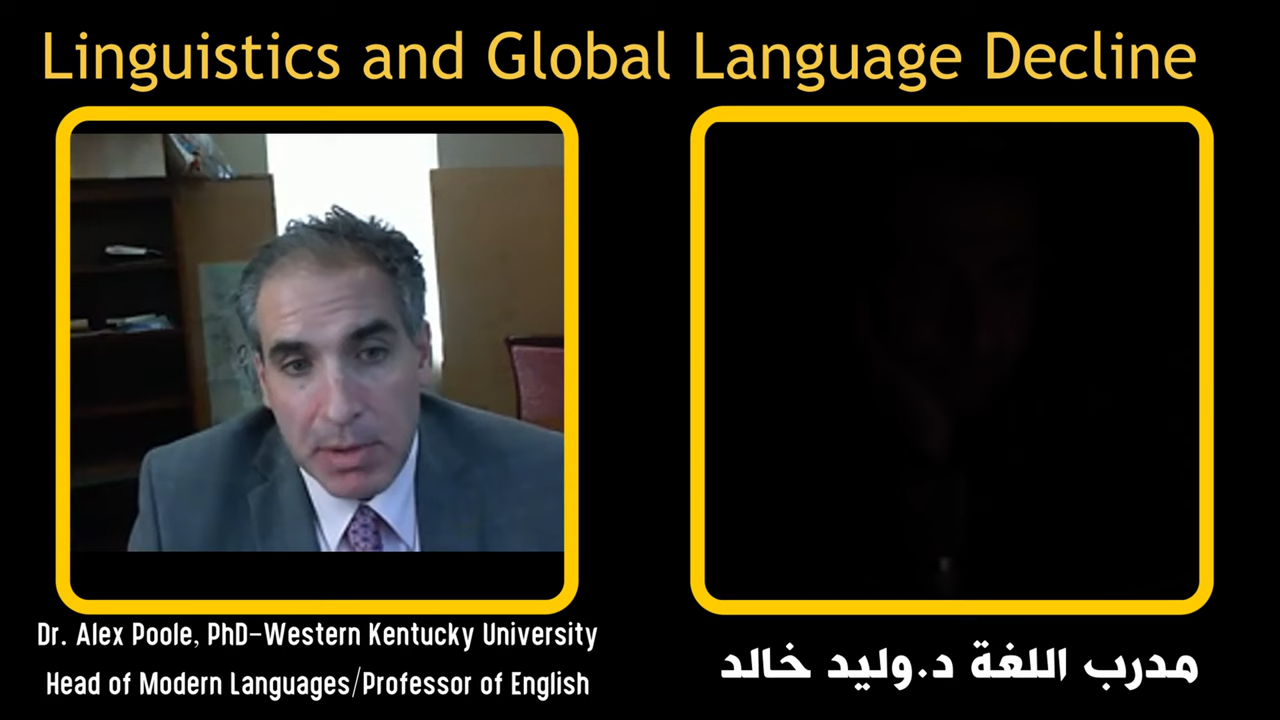 Linguistics and Global Language Decline
Dr. Alex Poole, PhD-Western Kentucky University
Head of Modern Languages/Professor of English
مدرب اللغة د.وليد خالد